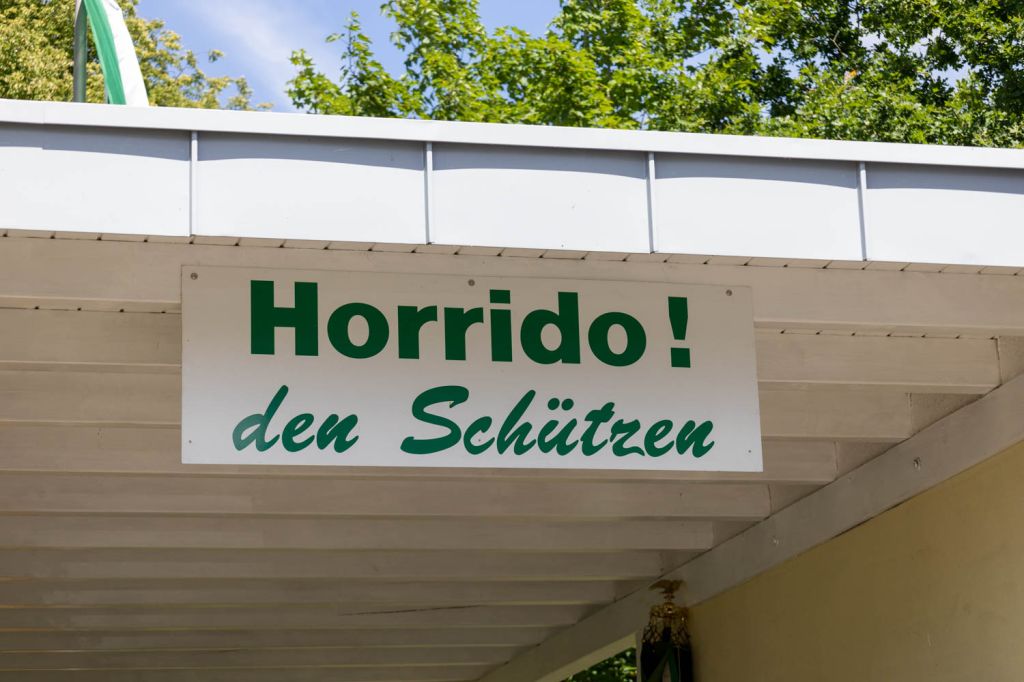 Horrido !
den Schützen